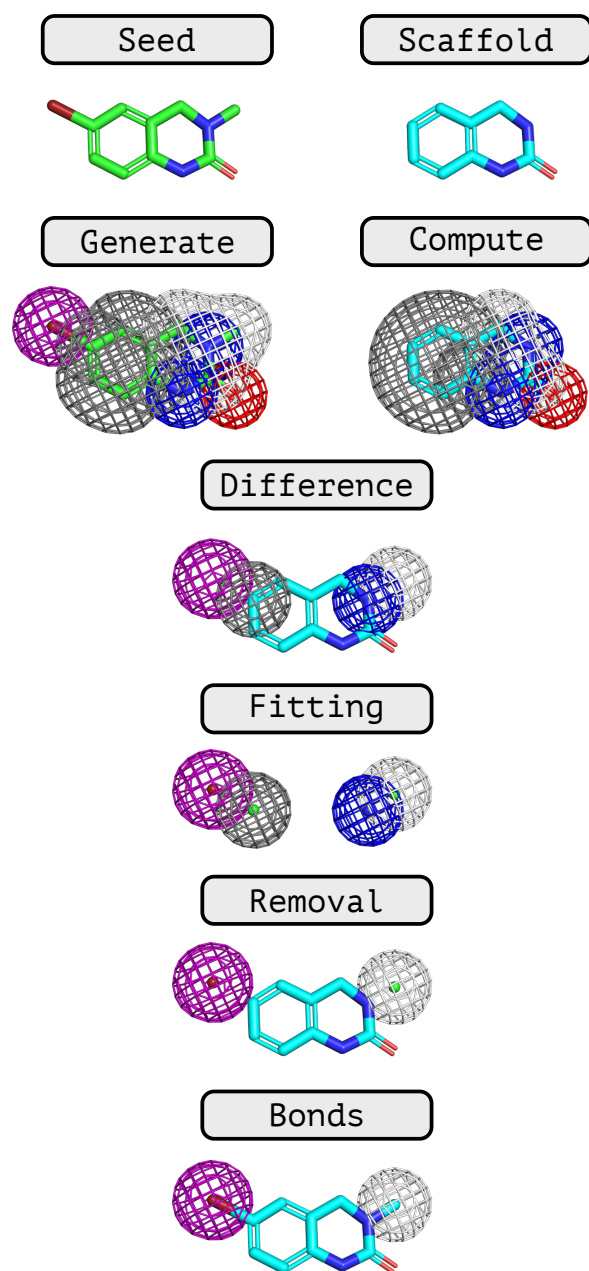 Seed
Scaffold
Generate
Compute
Difference
Fitting
Removal
Bonds